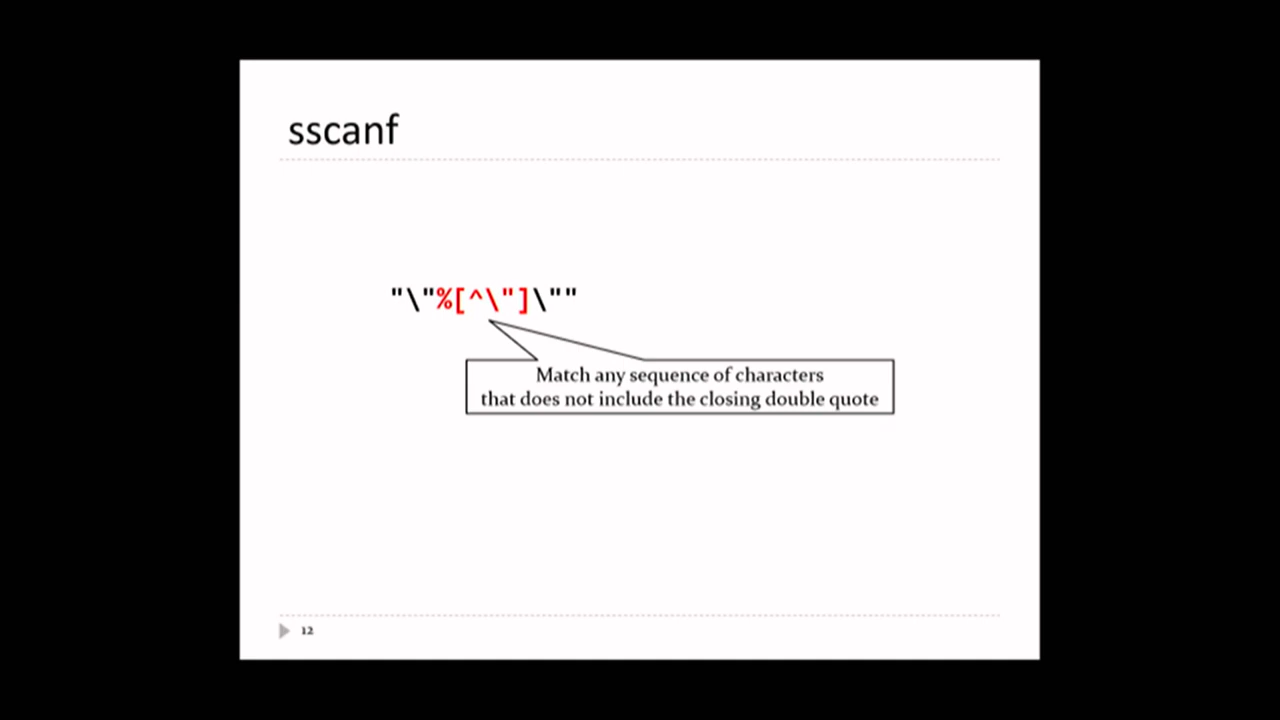 sscanf
"\"%[^\"]\""
Match any sequence of characters
that does not include the closing double quote
12